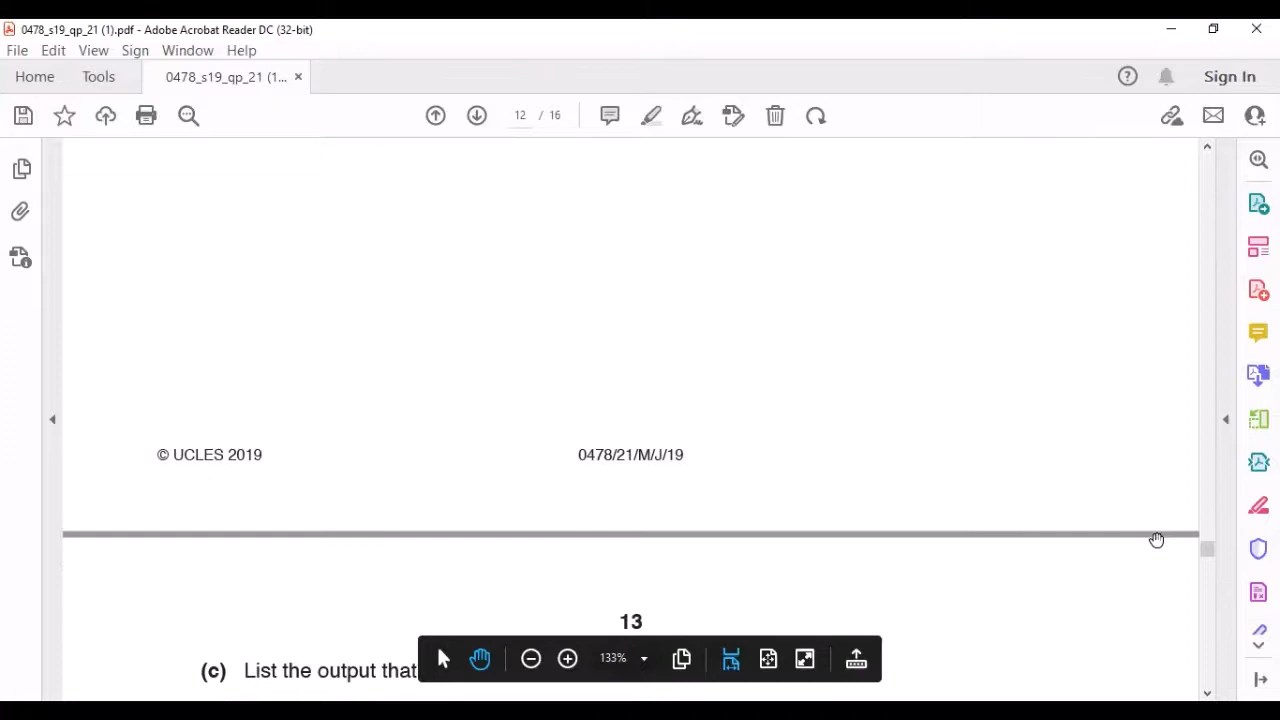 0478_s19_qp_21 (1).pdf - Adobe Acrobat Reader DC (32-bit)
File Edit View Sign Window Help
Home Tools 0478_s19_qp_21 (1... × Sign In
12 / 16
© UCLES 2019 0478/21/M/J/19
13
133%
(c) List the output that